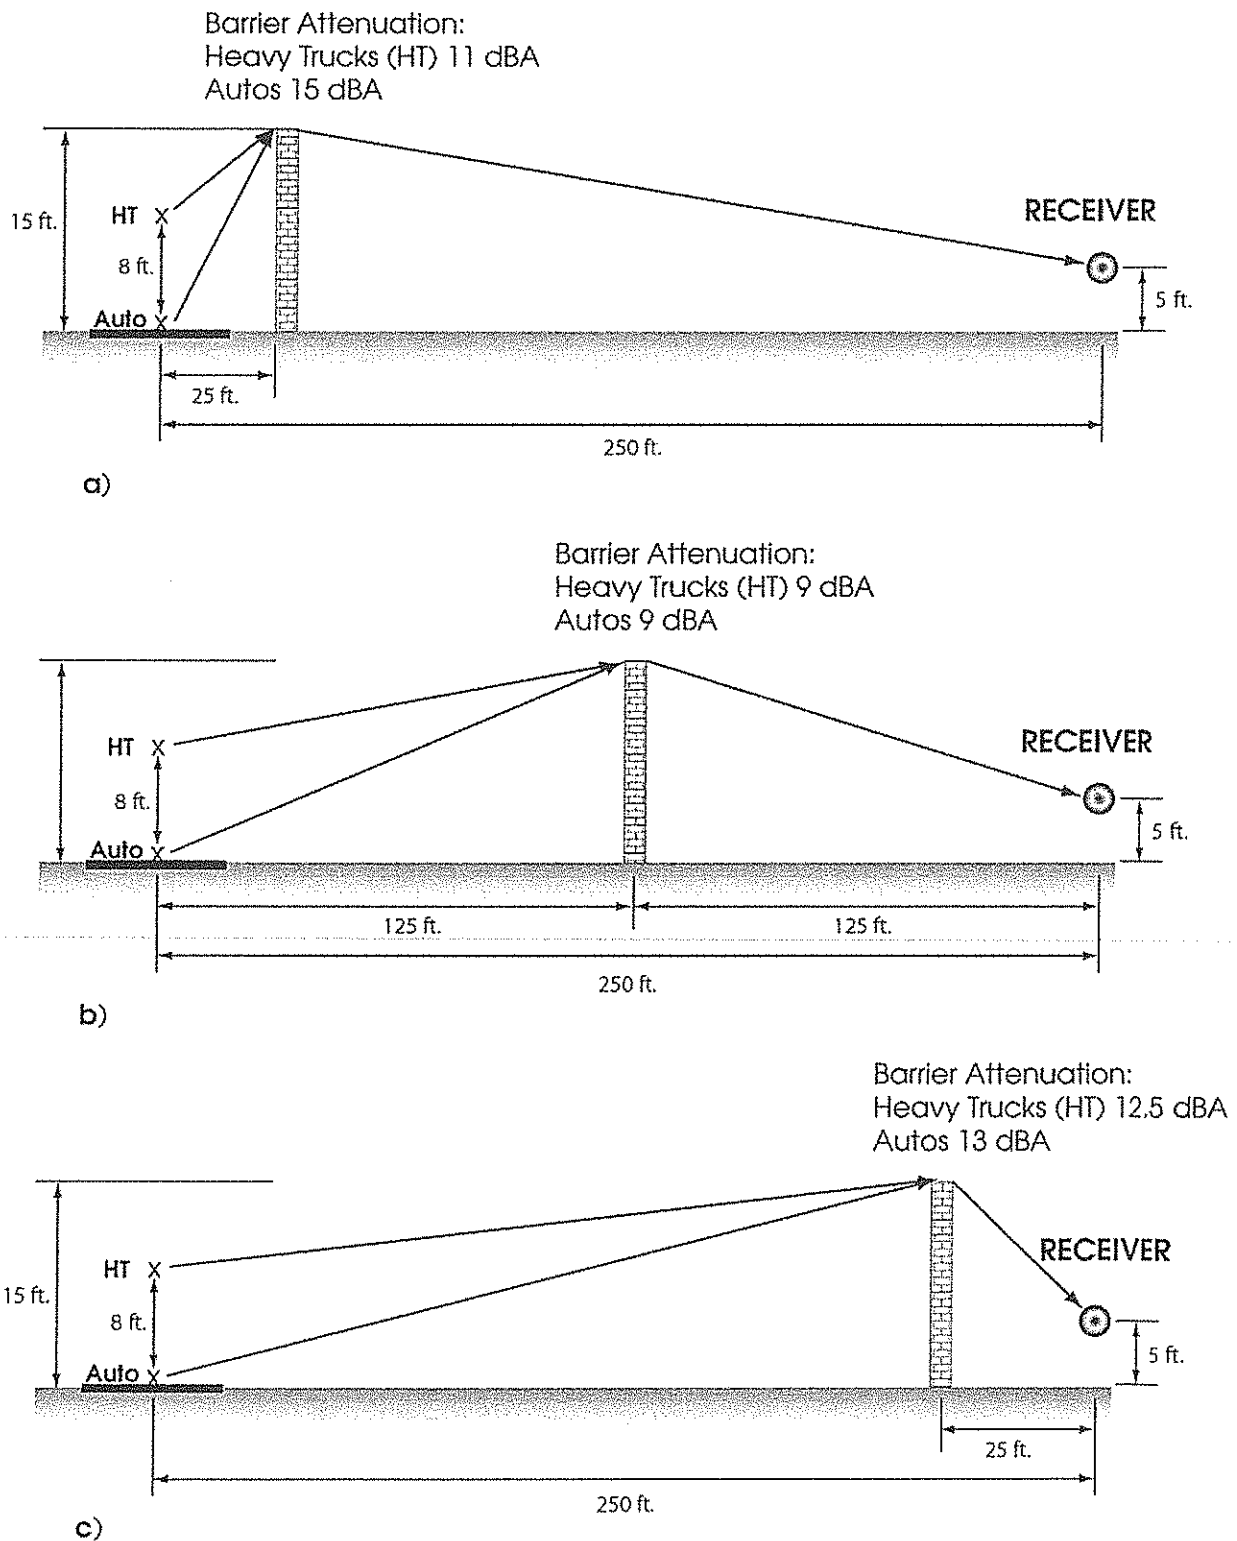 Barrier Attenuation:
Heavy Trucks (HT) 11 dBA
Autos 15 dBA
15 ft.
HT
8 ft.
Auto
RECEIVER
5 ft.
25 ft.
250 ft.
a)
Barrier Attenuation:
Heavy Trucks (HT) 9 dBA
Autos 9 dBA
HT
8 ft.
Auto
RECEIVER
5 ft.
125 ft.
125 ft.
250 ft.
b)
Barrier Attenuation:
Heavy Trucks (HT) 12.5 dBA
Autos 13 dBA
15 ft.
HT
8 ft.
Auto
RECEIVER
5 ft.
25 ft.
250 ft.
c)